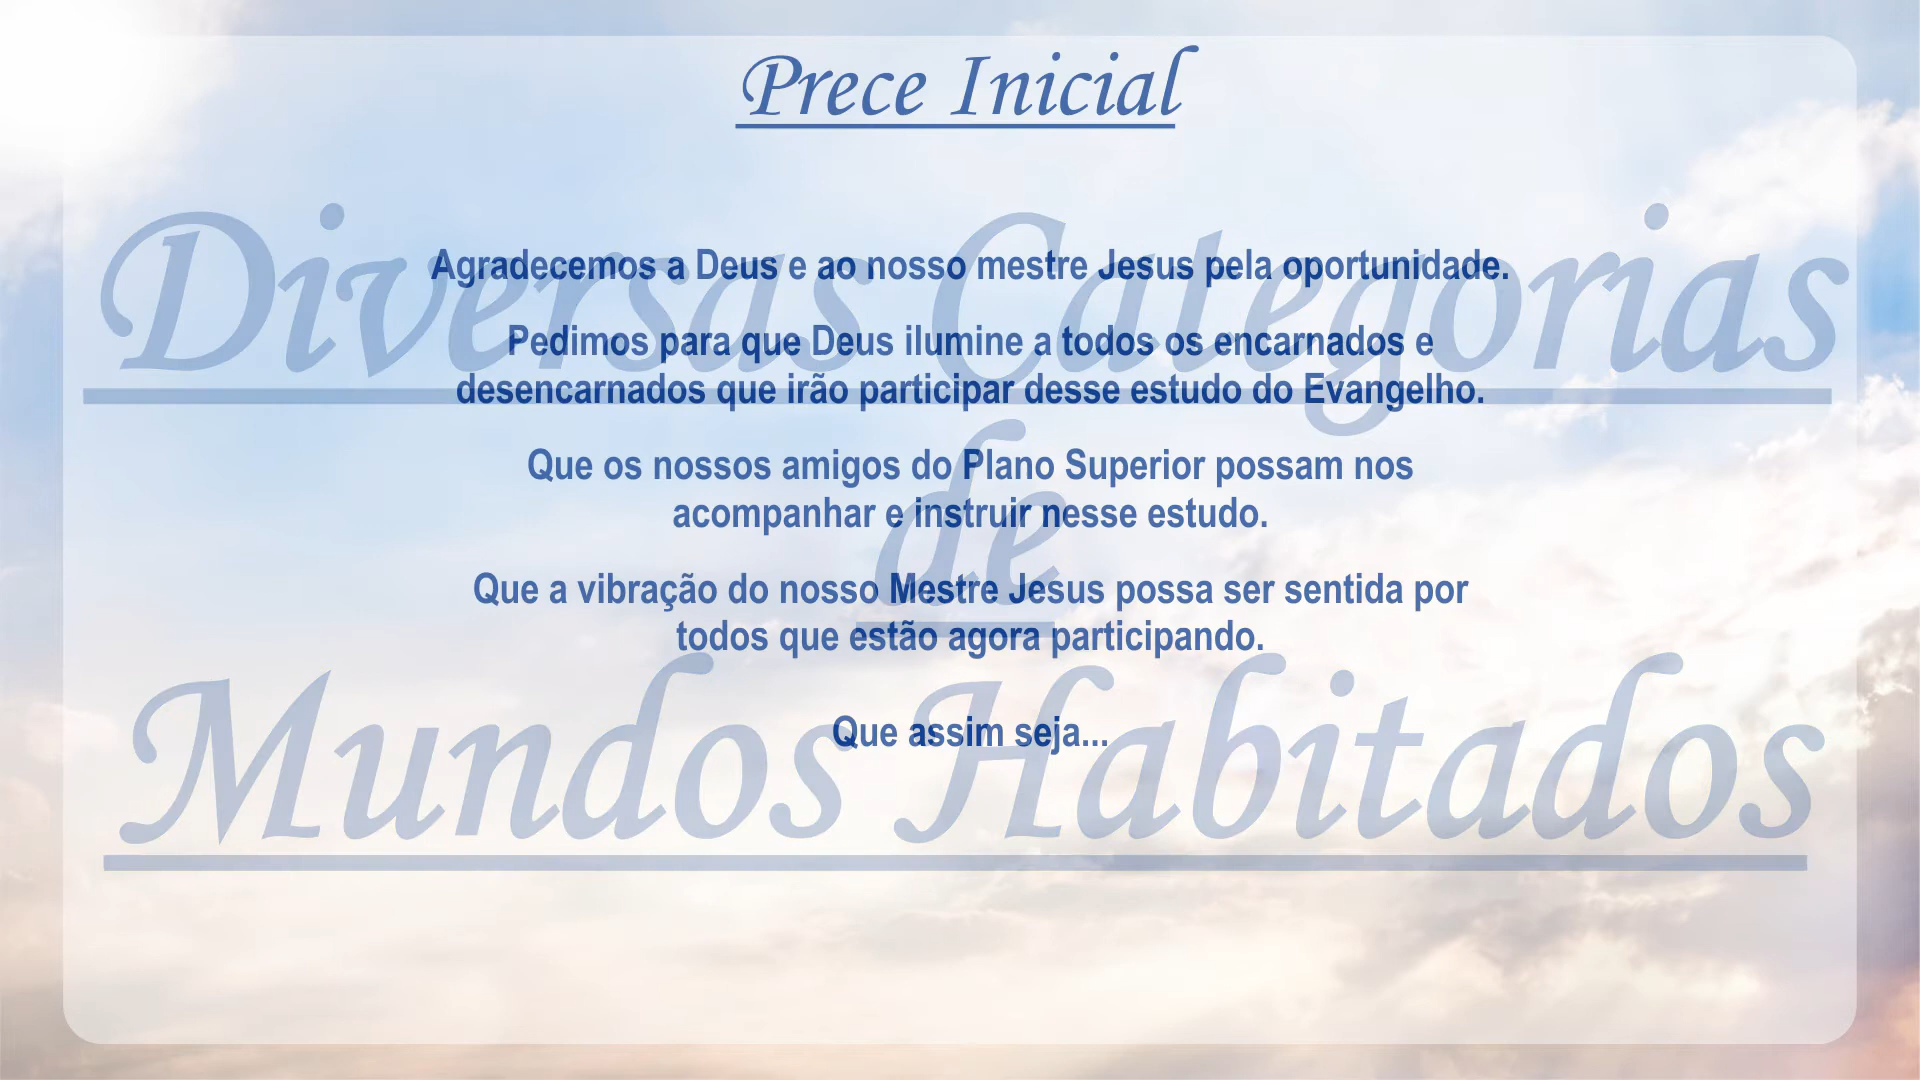 Prece Inicial
Diversas Categorias
de
Mundos Habitados
Agradecemos a Deus e ao nosso mestre Jesus pela oportunidade.
Pedimos para que Deus ilumine a todos os encarnados e
desencarnados que irão participar desse estudo do Evangelho.
Que os nossos amigos do Plano Superior possam nos
acompanhar e instruir nesse estudo.
Que a vibração do nosso Mestre Jesus possa ser sentida por
todos que estão agora participando.
Que assim seja...